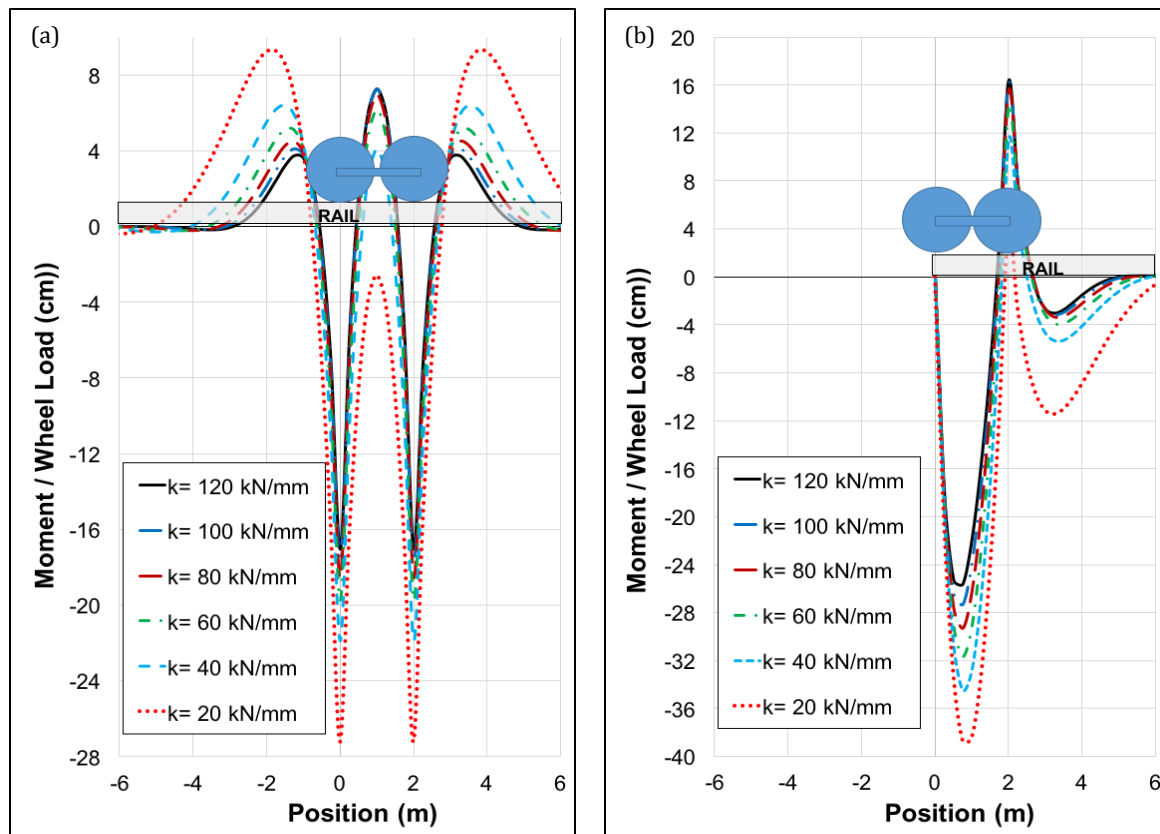 (a)
Moment / Wheel Load (cm))
8
4
0
-4
-8
-12
-16
-20
-24
-28
RAIL
k= 120 kN/mm
k= 100 kN/mm
k= 80 kN/mm
k= 60 kN/mm
k= 40 kN/mm
k= 20 kN/mm
-6 -4 -2 0 2 4 6
Position (m)
(b)
Moment / Wheel Load (cm))
20
16
12
8
4
0
-4
-8
-12
-16
-20
-24
-28
-32
-36
-40
RAIL
k= 120 kN/mm
k= 100 kN/mm
k= 80 kN/mm
k= 60 kN/mm
k= 40 kN/mm
k= 20 kN/mm
-6 -4 -2 0 2 4 6
Position (m)